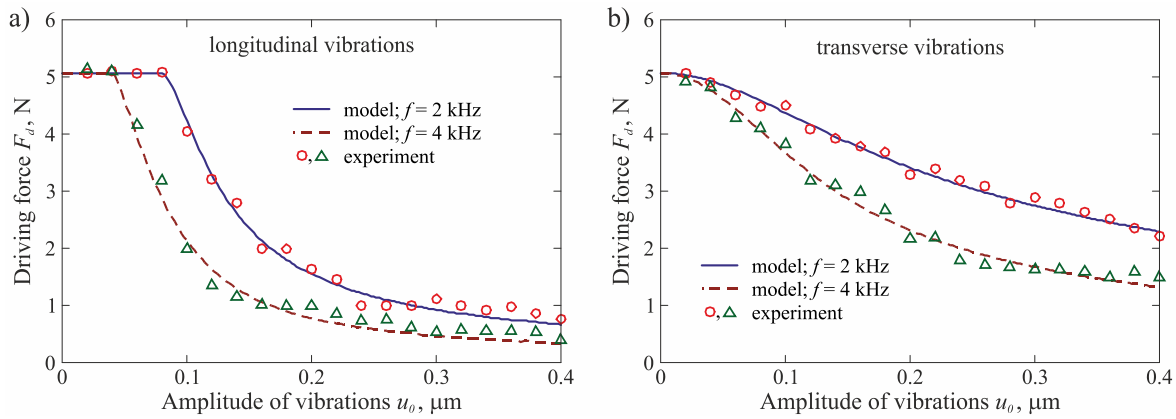 a)
longitudinal vibrations
Driving force F_d, N
6
5
4
3
2
1
0
model; f = 2 kHz
model; f = 4 kHz
experiment
0 0.1 0.2 0.3 0.4
Amplitude of vibrations u_0, μm
b)
transverse vibrations
Driving force F_d, N
6
5
4
3
2
1
0
model; f = 2 kHz
model; f = 4 kHz
experiment
0 0.1 0.2 0.3 0.4
Amplitude of vibrations u_0, μm